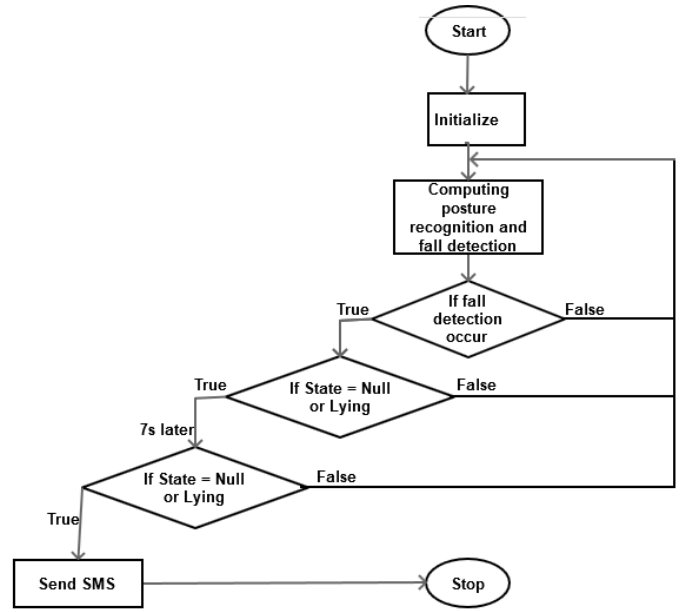 Start
Initialize
Computing
posture
recognition and
fall detection
If fall
detection
occur
True
False
If State = Null
or Lying
True
False
7s later
If State = Null
or Lying
False
True
Send SMS
Stop